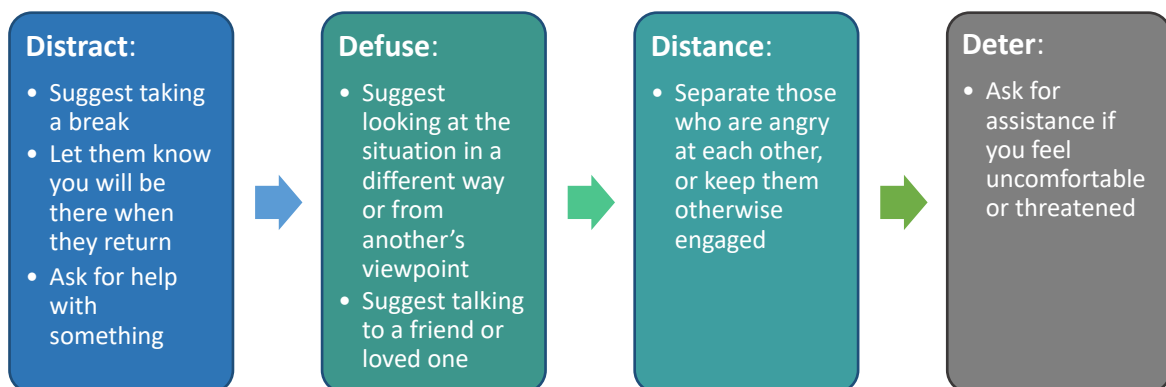 Distract:
• Suggest taking
a break
• Let them know
you will be
there when
they return
• Ask for help
with
something
Defuse:
• Suggest
looking at the
situation in a
different way
or from
another’s
viewpoint
• Suggest talking
to a friend or
loved one
Distance:
• Separate those
who are angry
at each other,
or keep them
otherwise
engaged
Deter:
• Ask for
assistance if
you feel
uncomfortable
or threatened